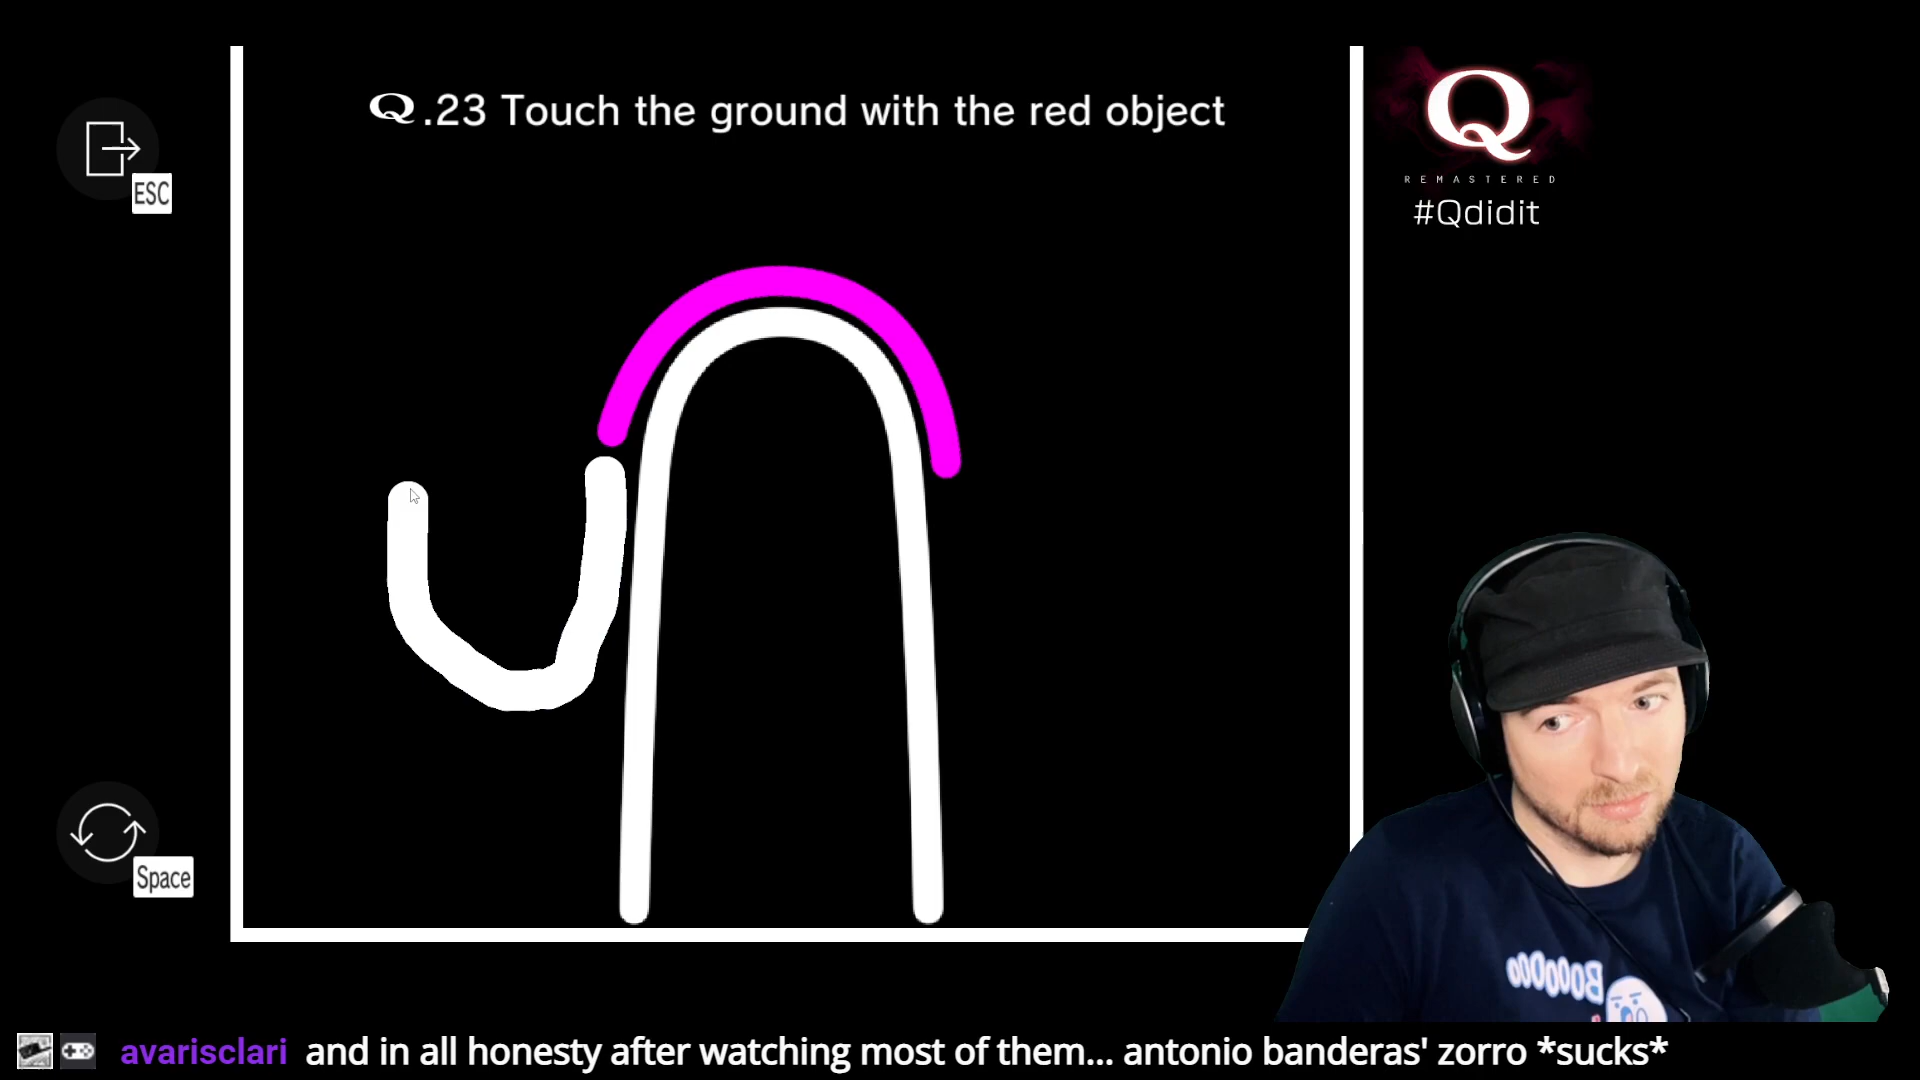 Q.23 Touch the ground with the red object
ESC
Q
REMASTERED
#Qdidit
Space
BOOOOoo
avarisclari and in all honesty after watching most of them... antonio banderas' zorro *sucks*